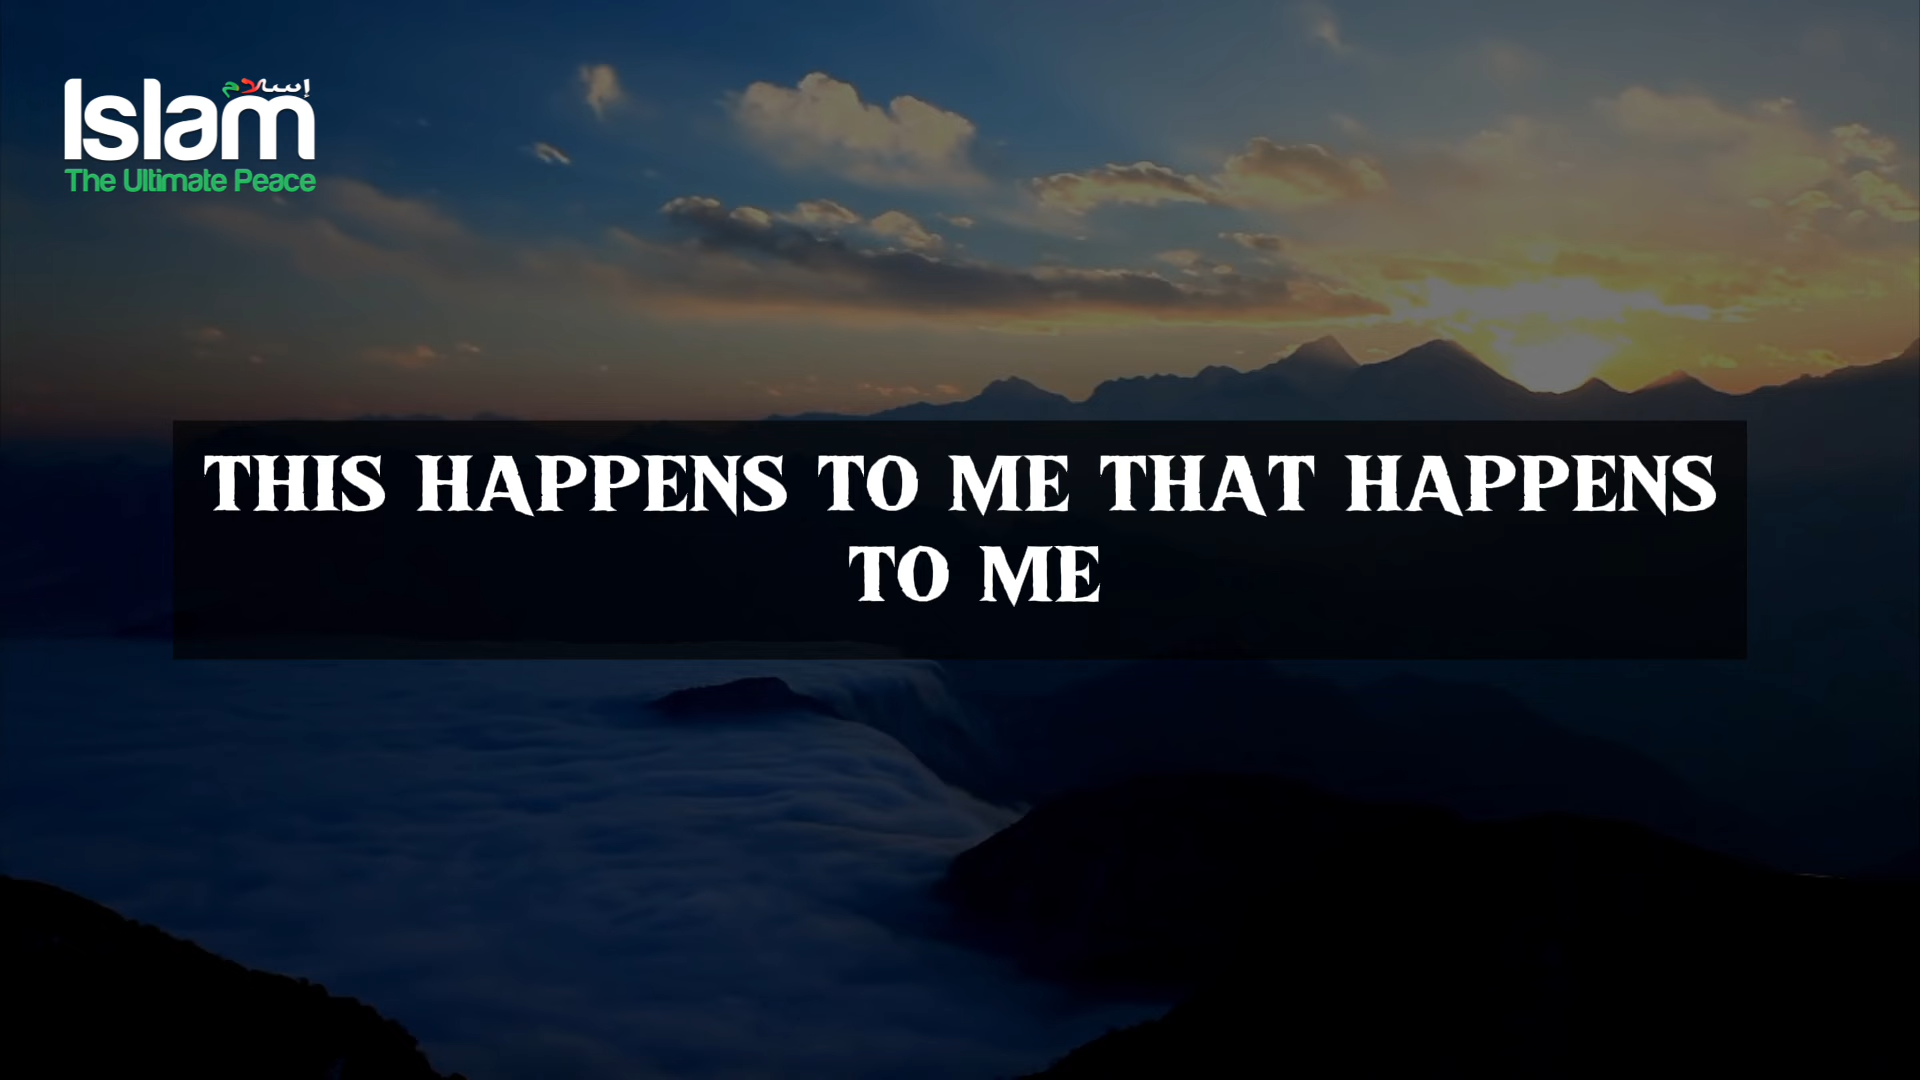 إسلام
Islam
The Ultimate Peace
THIS HAPPENS TO ME THAT HAPPENS
TO ME